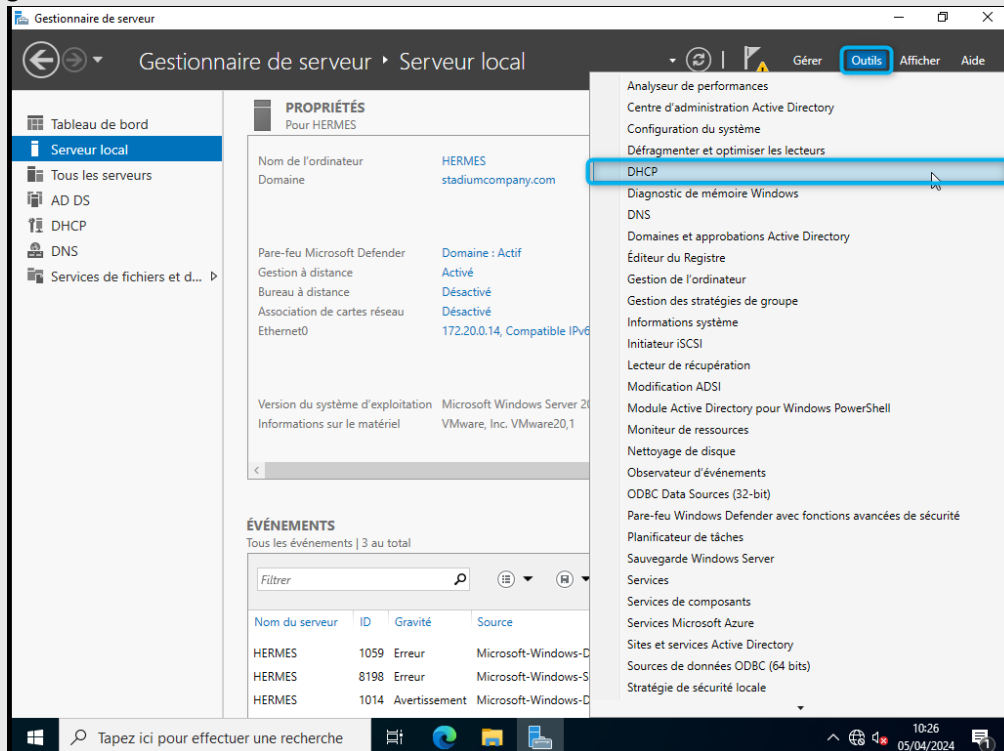 Gestionnaire de serveur
Gestionnaire de serveur • Serveur local
Gérer Outils Afficher Aide
Tableau de bord
Serveur local
Tous les serveurs
AD DS
DHCP
DNS
Services de fichiers et d...
PROPRIÉTÉS
Pour HERMES
Nom de l'ordinateur HERMES
Domaine stadiumcompany.com
Pare-feu Microsoft Defender Domaine : Actif
Gestion à distance Activé
Bureau à distance Désactivé
Association de cartes réseau Désactivé
Ethernet0 172.20.0.14, Compatible IPv6
Version du système d'exploitation Microsoft Windows Server 20
Informations sur le matériel VMware, Inc. VMware20,1
ÉVÉNEMENTS
Tous les événements | 3 au total
Filtrer
Nom du serveur ID Gravité Source
HERMES 1059 Erreur Microsoft-Windows-D
HERMES 8198 Erreur Microsoft-Windows-S
HERMES 1014 Avertissement Microsoft-Windows-D
Analyseur de performances
Centre d'administration Active Directory
Configuration du système
Défragmenter et optimiser les lecteurs
DHCP
Diagnostic de mémoire Windows
DNS
Domaines et approbations Active Directory
Éditeur du Registre
Gestion de l'ordinateur
Gestion des stratégies de groupe
Informations système
Initiateur iSCSI
Lecteur de récupération
Modification ADSI
Module Active Directory pour Windows PowerShell
Moniteur de ressources
Nettoyage de disque
Observateur d'événements
ODBC Data Sources (32-bit)
Pare-feu Windows Defender avec fonctions avancées de sécurité
Planificateur de tâches
Sauvegarde Windows Server
Services
Services de composants
Services Microsoft Azure
Sites et services Active Directory
Sources de données ODBC (64 bits)
Stratégie de sécurité locale
Tapez ici pour effectuer une recherche
10:26
05/04/2024
1